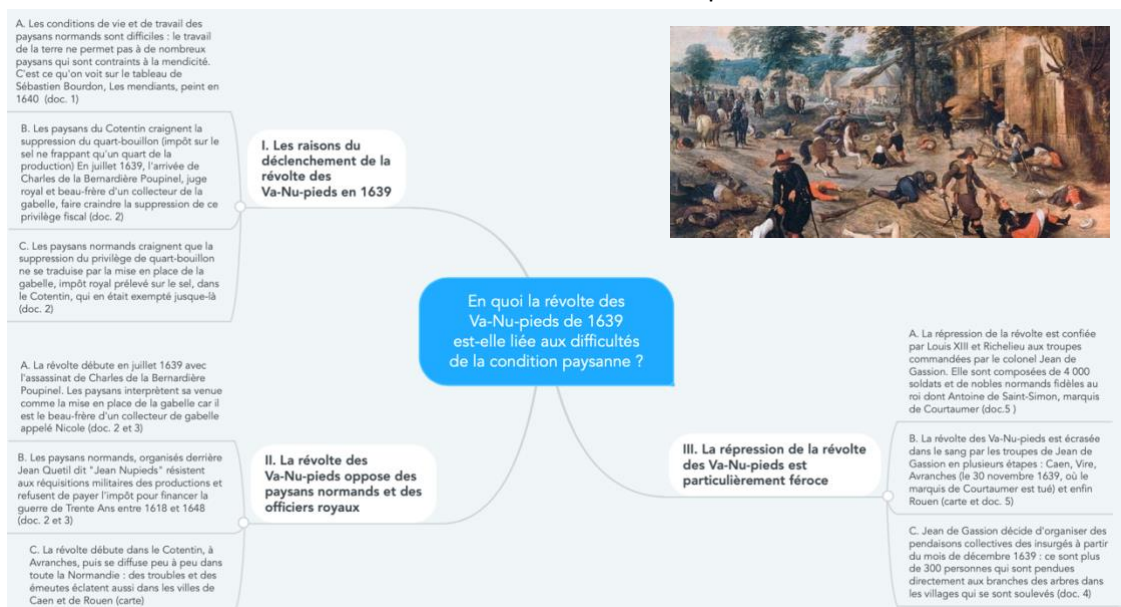 A. Les conditions de vie et de travail des
paysans normands sont difficiles : le travail
de la terre ne permet pas à de nombreux
paysans qui sont contraints à la mendicité.
C'est ce qu'on voit sur le tableau de
Sébastien Bourdon, Les mendiants, peint en
1640 (doc. 1)
B. Les paysans du Cotentin craignent la
suppression du quart-bouillon (impôt sur le
sel ne frappant qu'un quart de la
production) En juillet 1639, l'arrivée de
Charles de la Bernardière Poupinel, juge
royal et beau-frère d'un collecteur de la
gabelle, faire craindre la suppression de ce
privilège fiscal (doc. 2)
C. Les paysans normands craignent que la
suppression du privilège de quart-bouillon
ne se traduise par la mise en place de la
gabelle, impôt royal prélevé sur le sel, dans
le Cotentin, qui en était exempté jusque-là
(doc. 2)
I. Les raisons du
déclenchement de la
révolte des
Va-Nu-pieds en 1639
En quoi la révolte des
Va-Nu-pieds de 1639
est-elle liée aux difficultés
de la condition paysanne ?
A. La révolte débute en juillet 1639 avec
l'assassinat de Charles de la Bernardière
Poupinel. Les paysans interprètent sa venue
comme la mise en place de la gabelle car il
est le beau-frère d'un collecteur de gabelle
appelé Nicole (doc. 2 et 3)
B. Les paysans normands, organisés derrière
Jean Quetil dit "Jean Nupieds" résistent
aux réquisitions militaires des productions et
refusent de payer l'impôt pour financer la
guerre de Trente Ans entre 1618 et 1648
(doc. 2 et 3)
C. La révolte débute dans le Cotentin, à
Avranches, puis se diffuse peu à peu dans
toute la Normandie : des troubles et des
émeutes éclatent aussi dans les villes de
Caen et de Rouen (carte)
II. La révolte des
Va-Nu-pieds oppose des
paysans normands et des
officiers royaux
III. La répression de la révolte
des Va-Nu-pieds est
particulièrement féroce
A. La répression de la révolte est confiée
par Louis XIII et Richelieu aux troupes
commandées par le colonel Jean de
Gassion. Elle sont composées de 4 000
soldats et de nobles normands fidèles au
roi dont Antoine de Saint-Simon, marquis
de Courtaumer (doc.5 )
B. La révolte des Va-Nu-pieds est écrasée
dans le sang par les troupes de Jean de
Gassion en plusieurs étapes : Caen, Vire,
Avranches (le 30 novembre 1639, où le
marquis de Courtaumer est tué) et enfin
Rouen (carte et doc. 5)
C. Jean de Gassion décide d'organiser des
pendaisons collectives des insurgés à partir
du mois de décembre 1639 : ce sont plus
de 300 personnes qui sont pendues
directement aux branches des arbres dans
les villages qui se sont soulevés (doc. 4)